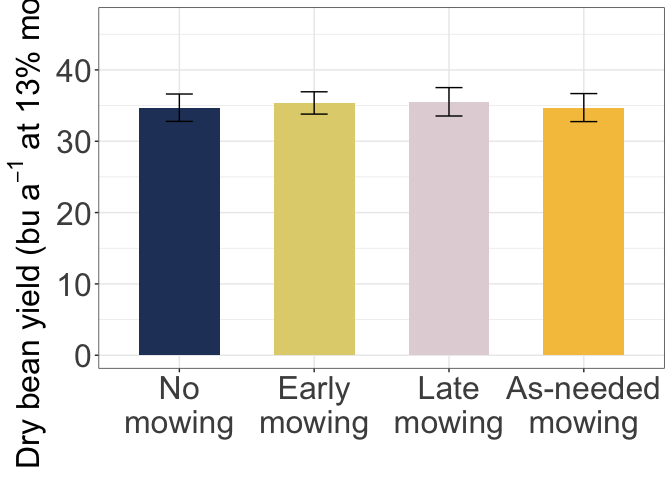 Dry bean yield (bu a⁻¹ at 13% mo
40
30
20
10
0
No Early Late As-needed
mowing mowing mowing mowing